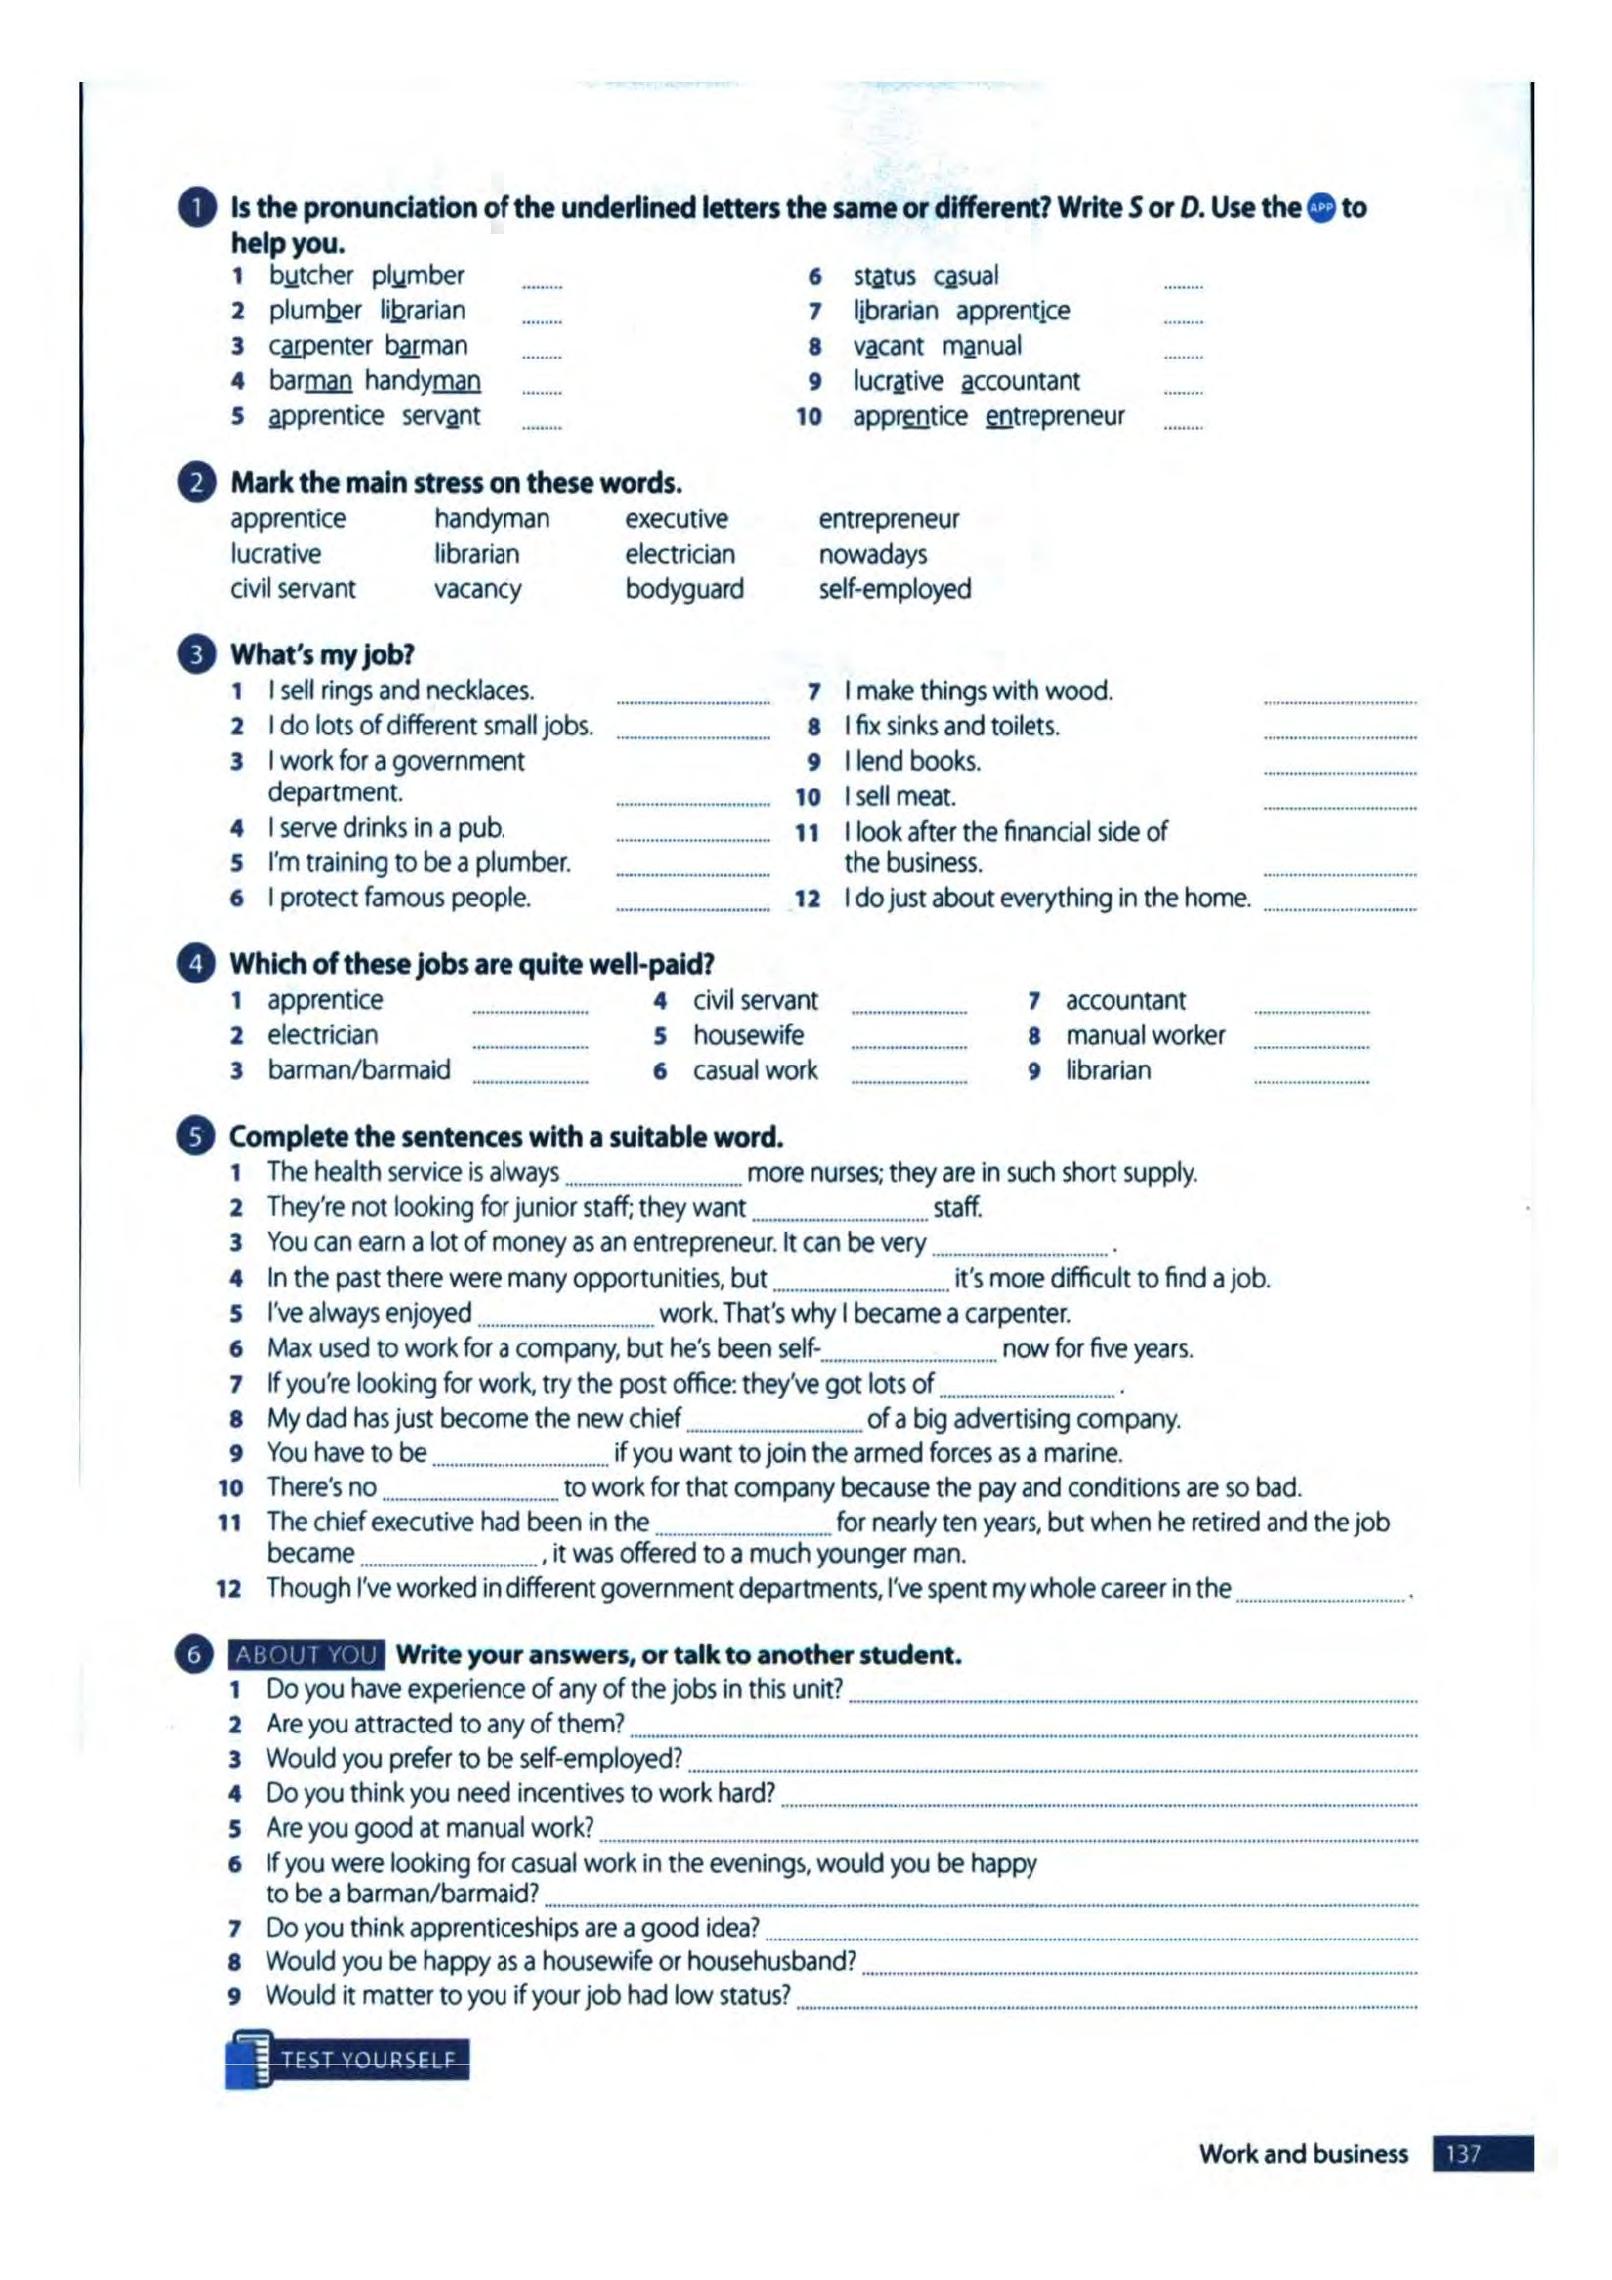 1 Is the pronunciation of the underlined letters the same or different? Write S or D. Use the APP to
help you.
1 butcher plumber ........
2 plumber librarian ........
3 carpenter barman ........
4 barman handyman ........
5 apprentice servant ........
6 status casual ........
7 librarian apprentice ........
8 vacant manual ........
9 lucrative accountant ........
10 apprentice entrepreneur ........
2 Mark the main stress on these words.
apprentice handyman executive entrepreneur
lucrative librarian electrician nowadays
civil servant vacancy bodyguard self-employed
3 What's my job?
1 I sell rings and necklaces. ........
2 I do lots of different small jobs. ........
3 I work for a government
department. ........
4 I serve drinks in a pub. ........
5 I'm training to be a plumber. ........
6 I protect famous people. ........
7 I make things with wood. ........
8 I fix sinks and toilets. ........
9 I lend books. ........
10 I sell meat. ........
11 I look after the financial side of
the business. ........
12 I do just about everything in the home. ........
4 Which of these jobs are quite well-paid?
1 apprentice ........ 4 civil servant ........ 7 accountant ........
2 electrician ........ 5 housewife ........ 8 manual worker ........
3 barman/barmaid ........ 6 casual work ........ 9 librarian ........
5 Complete the sentences with a suitable word.
1 The health service is always ........ more nurses; they are in such short supply.
2 They're not looking for junior staff; they want ........ staff.
3 You can earn a lot of money as an entrepreneur. It can be very ........ .
4 In the past there were many opportunities, but ........ it's more difficult to find a job.
5 I've always enjoyed ........ work. That's why I became a carpenter.
6 Max used to work for a company, but he's been self-........ now for five years.
7 If you're looking for work, try the post office: they've got lots of ........ .
8 My dad has just become the new chief ........ of a big advertising company.
9 You have to be ........ if you want to join the armed forces as a marine.
10 There's no ........ to work for that company because the pay and conditions are so bad.
11 The chief executive had been in the ........ for nearly ten years, but when he retired and the job
became ........ , it was offered to a much younger man.
12 Though I've worked in different government departments, I've spent my whole career in the ........ .
6 ABOUT YOU Write your answers, or talk to another student.
1 Do you have experience of any of the jobs in this unit? ........
2 Are you attracted to any of them? ........
3 Would you prefer to be self-employed? ........
4 Do you think you need incentives to work hard? ........
5 Are you good at manual work? ........
6 If you were looking for casual work in the evenings, would you be happy
to be a barman/barmaid? ........
7 Do you think apprenticeships are a good idea? ........
8 Would you be happy as a housewife or househusband? ........
9 Would it matter to you if your job had low status? ........
TEST YOURSELF
Work and business 137